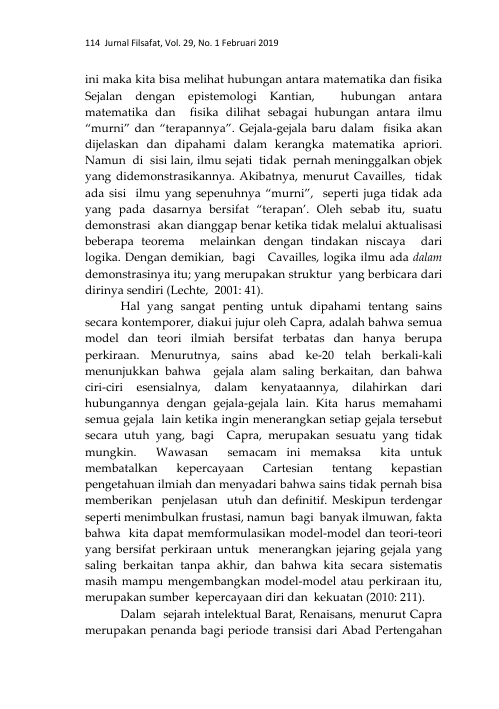 114 Jurnal Filsafat, Vol. 29, No. 1 Februari 2019
ini maka kita bisa melihat hubungan antara matematika dan fisika
Sejalan dengan epistemologi Kantian, hubungan antara
matematika dan fisika dilihat sebagai hubungan antara ilmu
“murni” dan “terapannya”. Gejala-gejala baru dalam fisika akan
dijelaskan dan dipahami dalam kerangka matematika apriori.
Namun di sisi lain, ilmu sejati tidak pernah meninggalkan objek
yang didemonstrasikannya. Akibatnya, menurut Cavailles, tidak
ada sisi ilmu yang sepenuhnya “murni”, seperti juga tidak ada
yang pada dasarnya bersifat “terapan’. Oleh sebab itu, suatu
demonstrasi akan dianggap benar ketika tidak melalui aktualisasi
beberapa teorema melainkan dengan tindakan niscaya dari
logika. Dengan demikian, bagi Cavailles, logika ilmu ada dalam
demonstrasinya itu; yang merupakan struktur yang berbicara dari
dirinya sendiri (Lechte, 2001: 41).
Hal yang sangat penting untuk dipahami tentang sains
secara kontemporer, diakui jujur oleh Capra, adalah bahwa semua
model dan teori ilmiah bersifat terbatas dan hanya berupa
perkiraan. Menurutnya, sains abad ke-20 telah berkali-kali
menunjukkan bahwa gejala alam saling berkaitan, dan bahwa
ciri-ciri esensialnya, dalam kenyataannya, dilahirkan dari
hubungannya dengan gejala-gejala lain. Kita harus memahami
semua gejala lain ketika ingin menerangkan setiap gejala tersebut
secara utuh yang, bagi Capra, merupakan sesuatu yang tidak
mungkin. Wawasan semacam ini memaksa kita untuk
membatalkan kepercayaan Cartesian tentang kepastian
pengetahuan ilmiah dan menyadari bahwa sains tidak pernah bisa
memberikan penjelasan utuh dan definitif. Meskipun terdengar
seperti menimbulkan frustasi, namun bagi banyak ilmuwan, fakta
bahwa kita dapat memformulasikan model-model dan teori-teori
yang bersifat perkiraan untuk menerangkan jejaring gejala yang
saling berkaitan tanpa akhir, dan bahwa kita secara sistematis
masih mampu mengembangkan model-model atau perkiraan itu,
merupakan sumber kepercayaan diri dan kekuatan (2010: 211).
Dalam sejarah intelektual Barat, Renaisans, menurut Capra
merupakan penanda bagi periode transisi dari Abad Pertengahan